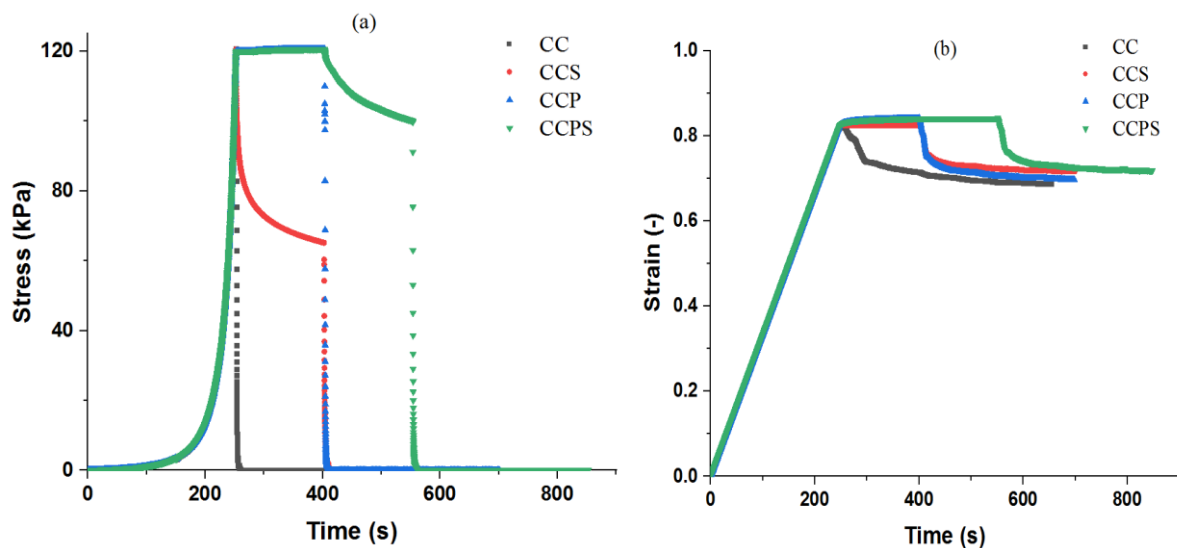 (a)
CC
CCS
CCP
CCPS
Stress (kPa)
120
80
40
0
0
200
400
600
800
Time (s)
(b)
CC
CCS
CCP
CCPS
Strain (-)
1.0
0.8
0.6
0.4
0.2
0.0
0
200
400
600
800
Time (s)